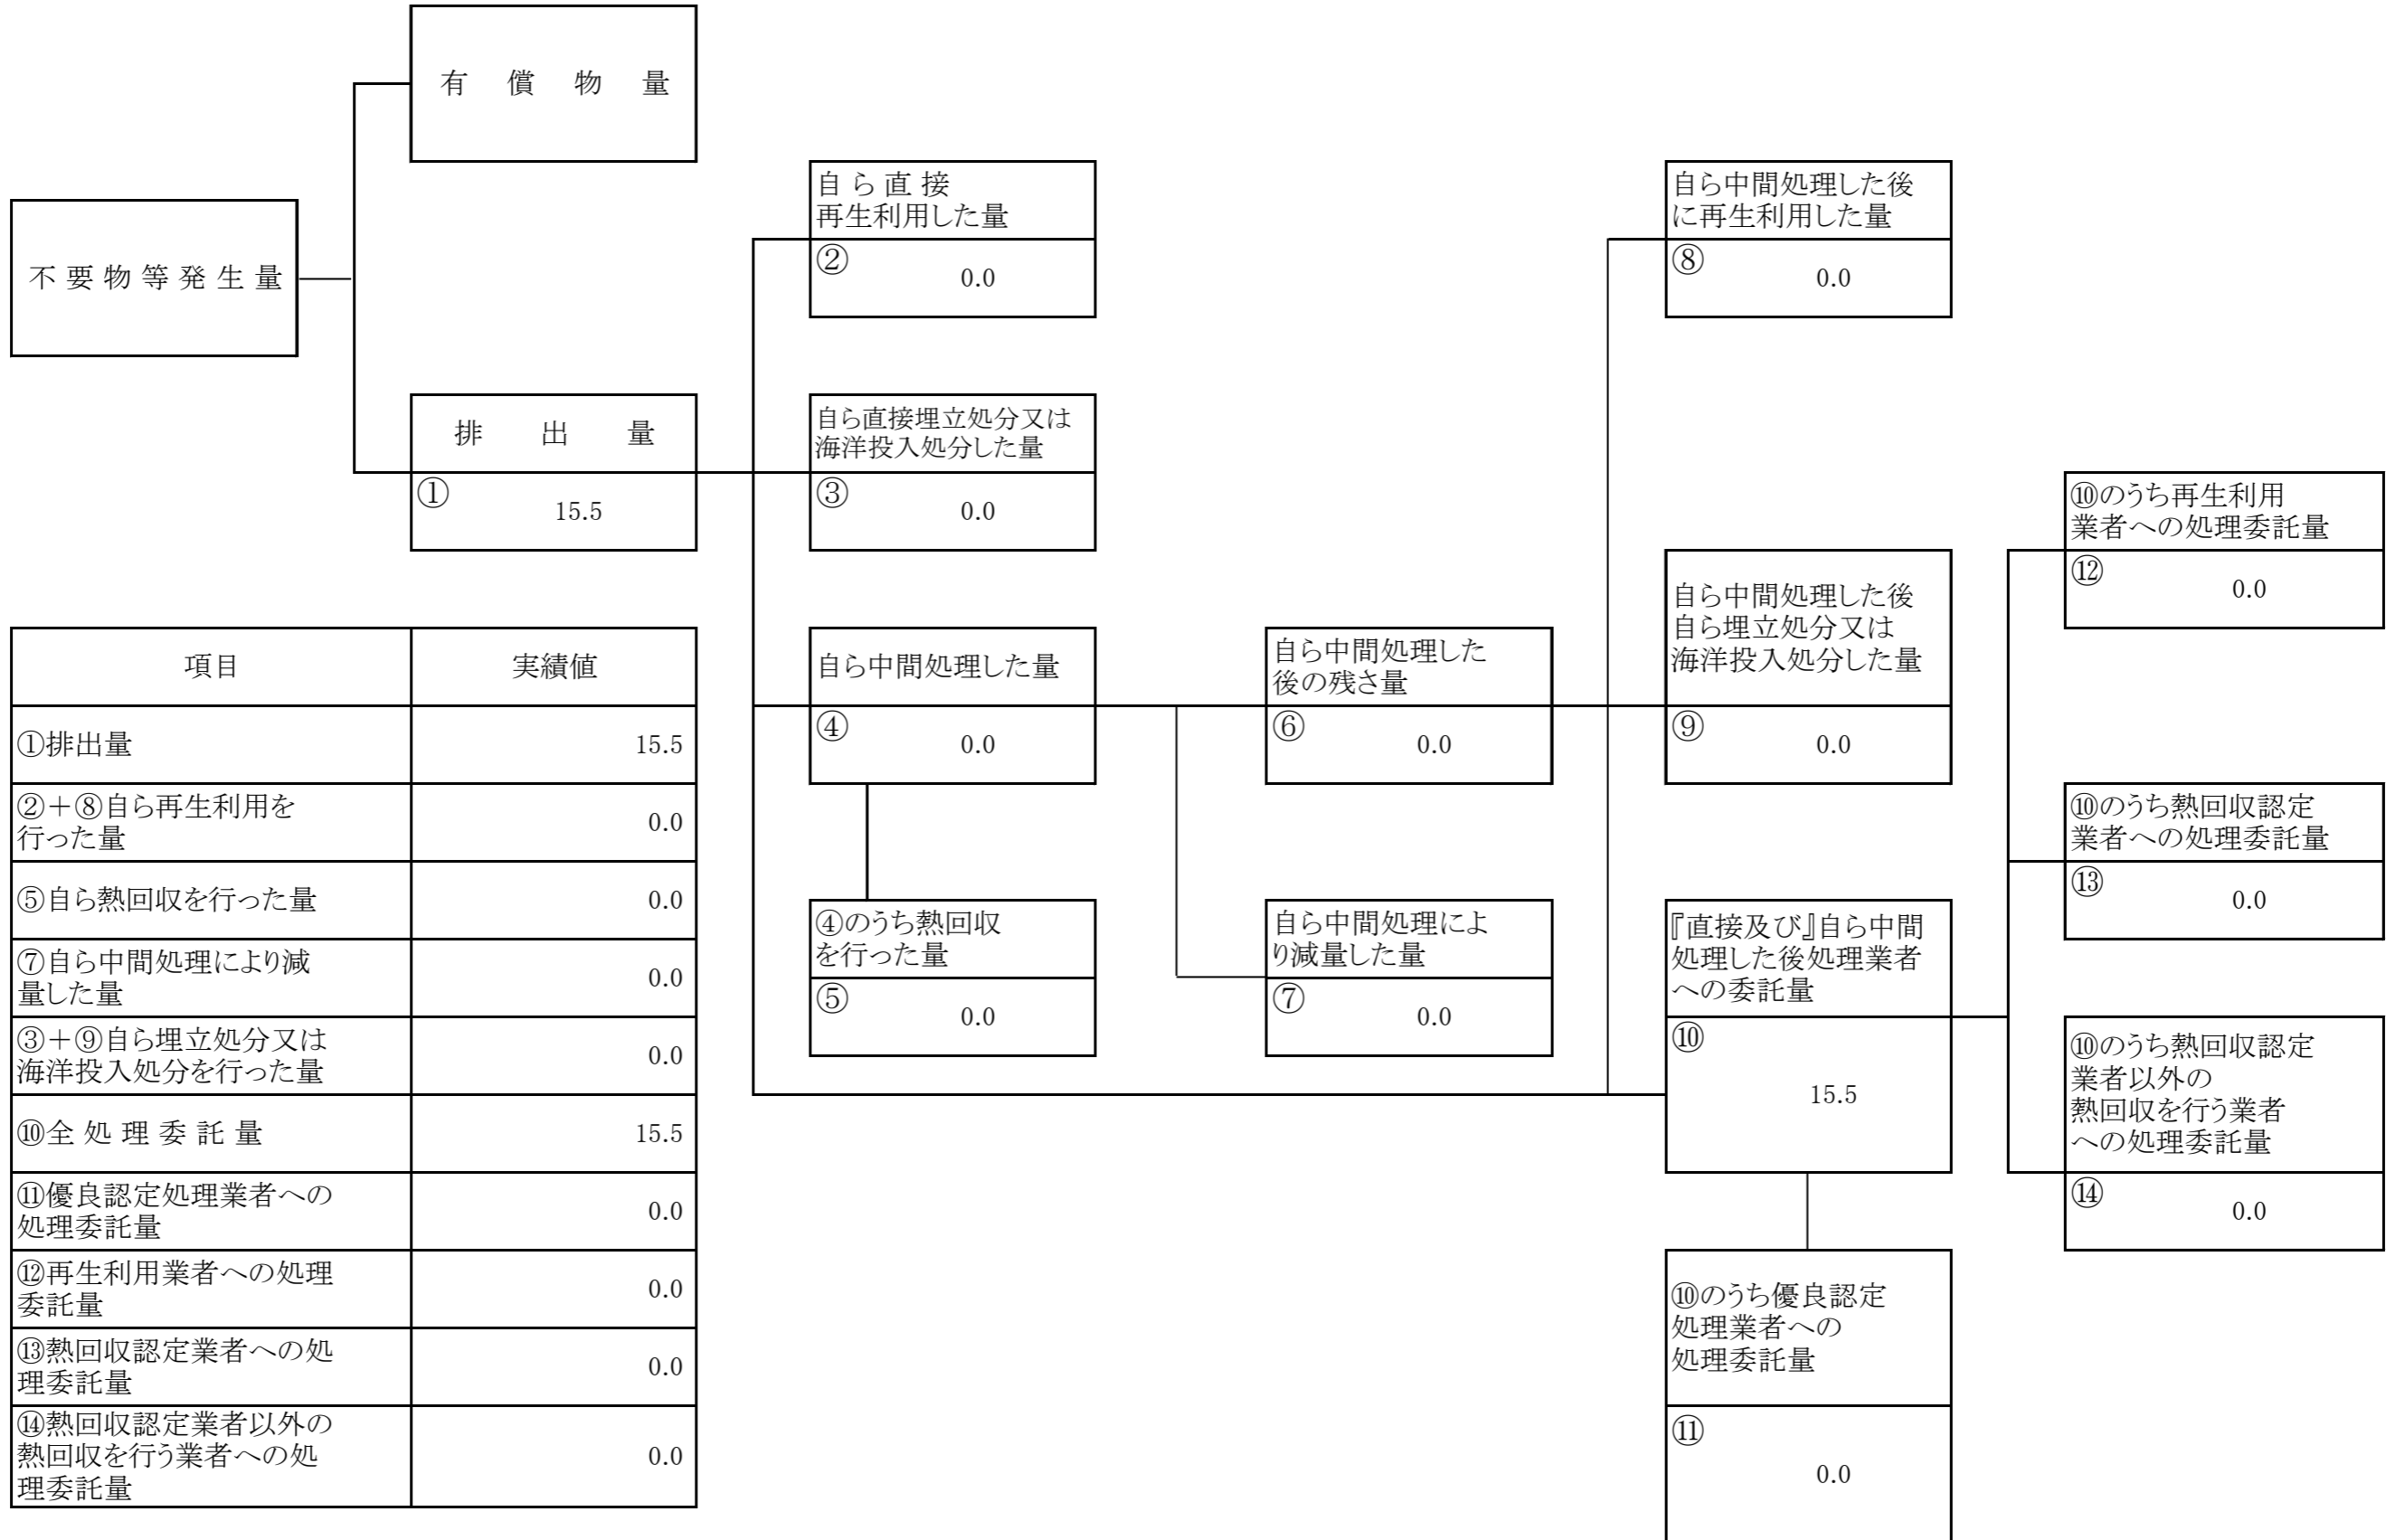 有償物量
不要物等発生量
排出量
①
15.5
自ら直接
再生利用した量
②
0.0
自ら直接埋立処分又は
海洋投入処分した量
③
0.0
自ら中間処理した量
④
0.0
④のうち熱回収
を行った量
⑤
0.0
自ら中間処理した
後の残さ量
⑥
0.0
自ら中間処理によ
り減量した量
⑦
0.0
自ら中間処理した後
に再生利用した量
⑧
0.0
自ら中間処理した後
自ら埋立処分又は
海洋投入処分した量
⑨
0.0
『直接及び』自ら中間
処理した後処理業者
への委託量
⑩
15.5
⑩のうち優良認定
処理業者への
処理委託量
⑪
0.0
⑩のうち再生利用
業者への処理委託量
⑫
0.0
⑩のうち熱回収認定
業者への処理委託量
⑬
0.0
⑩のうち熱回収認定
業者以外の
熱回収を行う業者
への処理委託量
⑭
0.0
項目 実績値
①排出量 15.5
②＋⑧自ら再生利用を
行った量 0.0
⑤自ら熱回収を行った量 0.0
⑦自ら中間処理により減
量した量 0.0
③＋⑨自ら埋立処分又は
海洋投入処分を行った量 0.0
⑩全処理委託量 15.5
⑪優良認定処理業者への
処理委託量 0.0
⑫再生利用業者への処理
委託量 0.0
⑬熱回収認定業者への処
理委託量 0.0
⑭熱回収認定業者以外の
熱回収を行う業者への処
理委託量 0.0